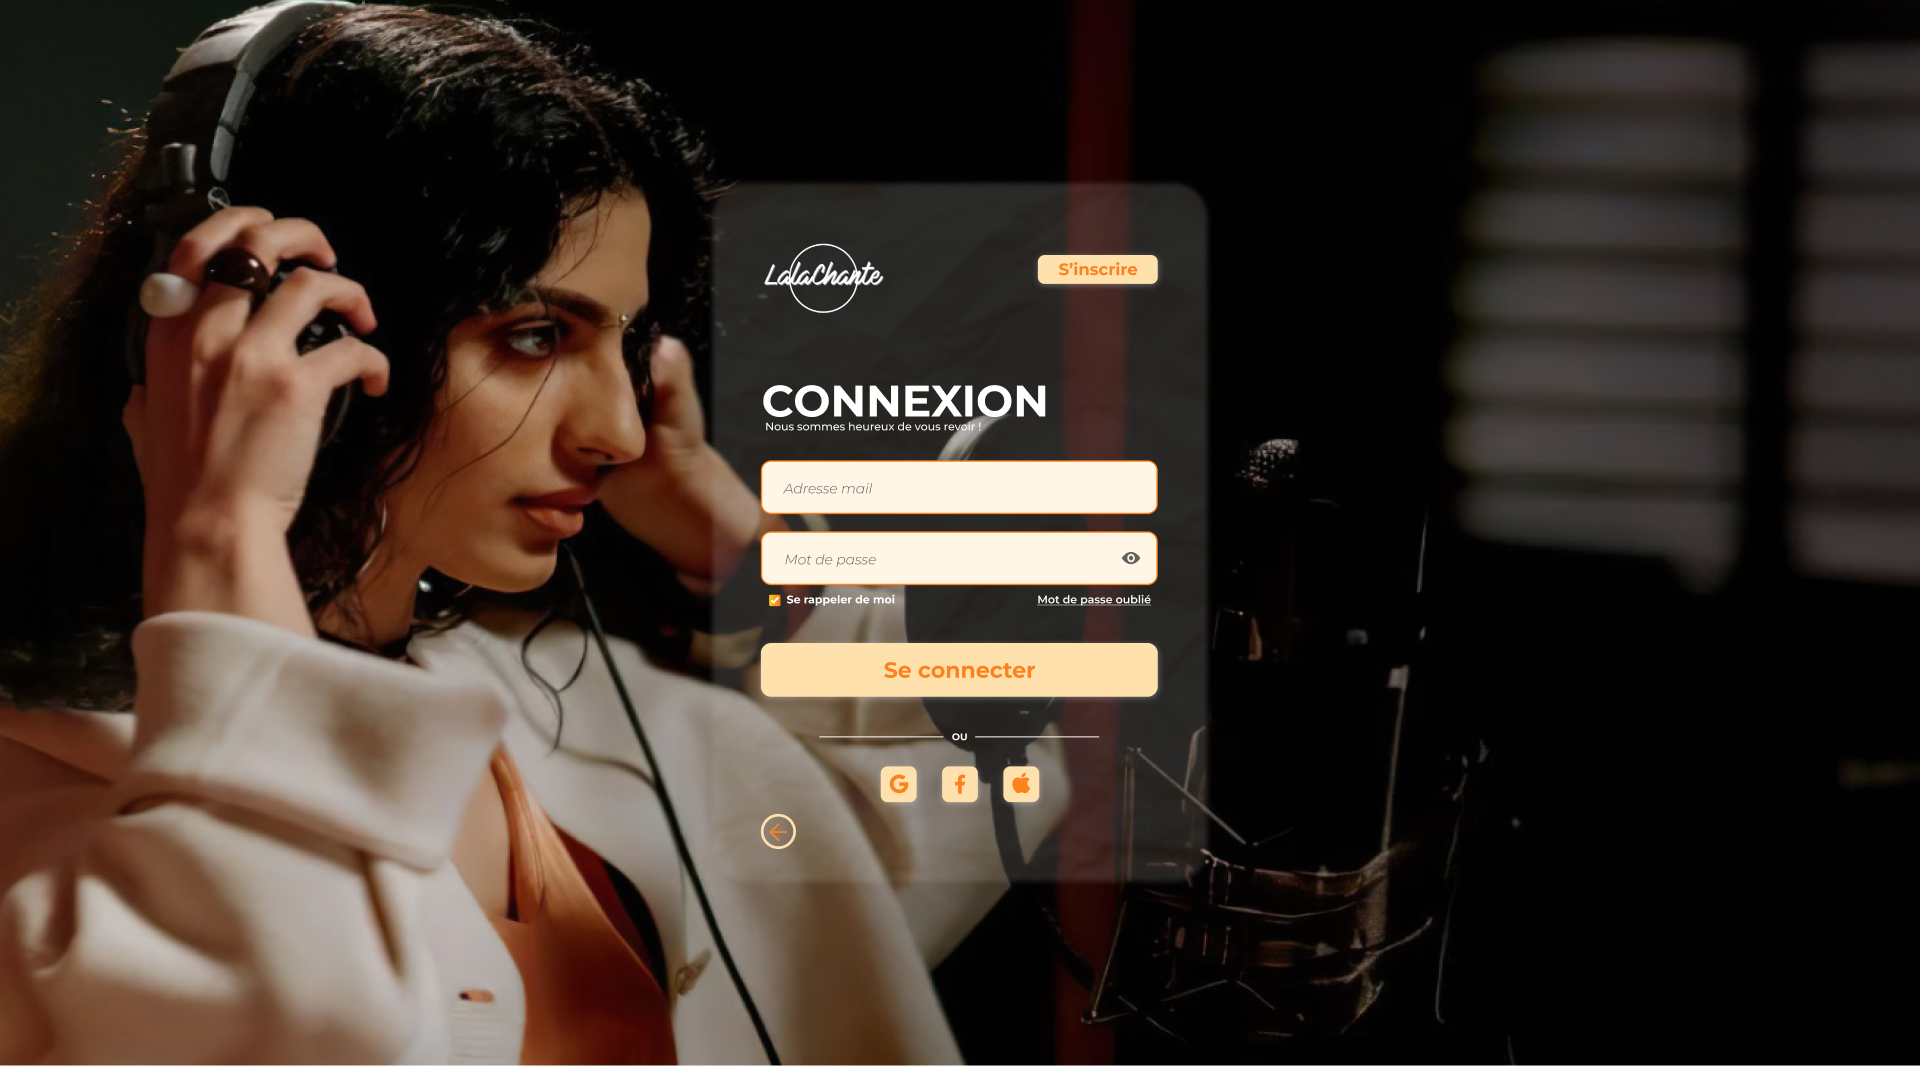 LalaChante
S'inscrire
CONNEXION
Nous sommes heureux de vous revoir !
Adresse mail
Mot de passe
Se rappeler de moi
Mot de passe oublié
Se connecter
OU